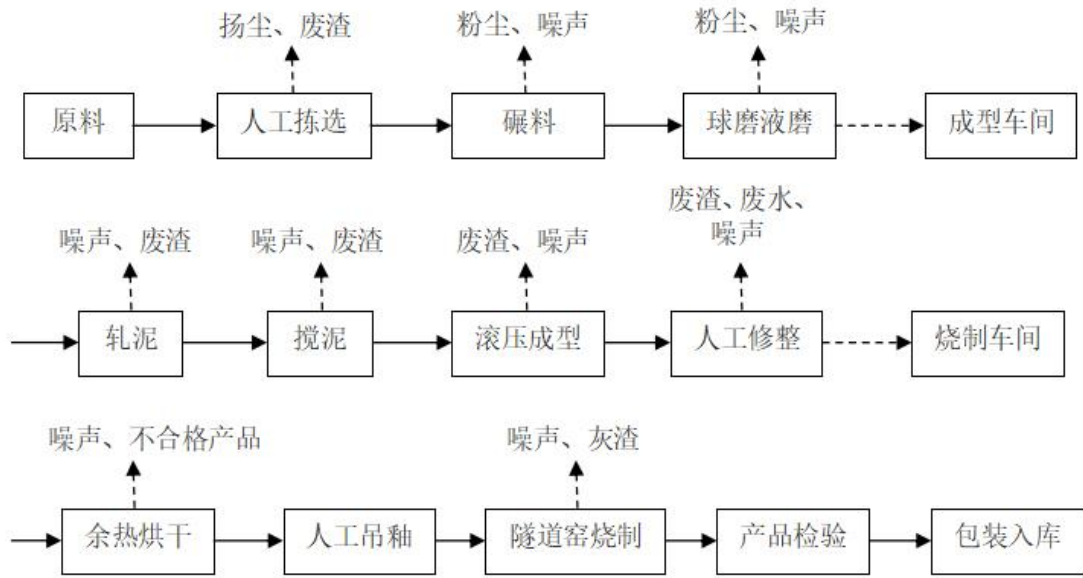 扬尘、废渣
粉尘、噪声
粉尘、噪声
原料
人工拣选
碾料
球磨液磨
成型车间
噪声、废渣
噪声、废渣
废渣、噪声
废渣、废水、
噪声
轧泥
搅泥
滚压成型
人工修整
烧制车间
噪声、不合格产品
噪声、灰渣
余热烘干
人工吊釉
隧道窑烧制
产品检验
包装入库